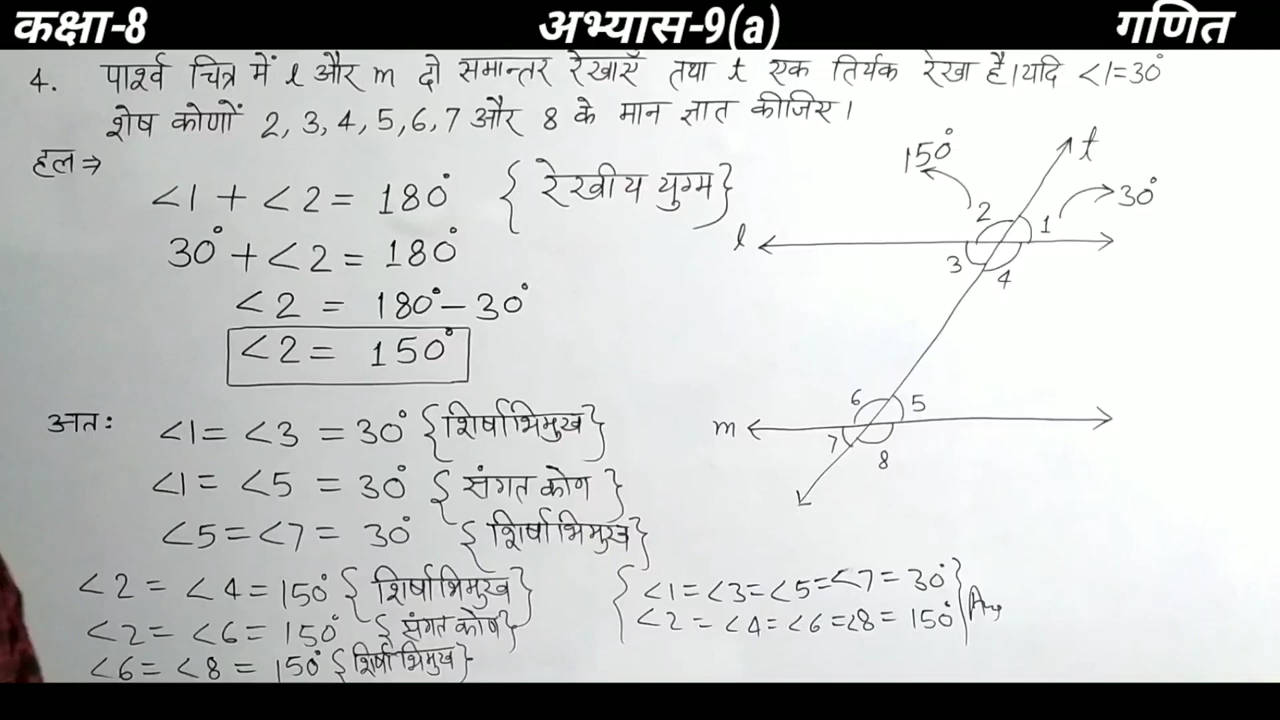 कक्षा-8 अभ्यास-9(a) गणित
4. पार्श्व चित्र में l और m दो समान्तर रेखाएँ तथा t एक तिर्यक रेखा है। यदि ∠1=30°
शेष कोणों 2, 3, 4, 5, 6, 7 और 8 के मान ज्ञात कीजिए।
हल ⇒
∠1 + ∠2 = 180° { रेखीय युग्म}
30° + ∠2 = 180°
∠2 = 180° - 30°
∠2 = 150°
150° t
2 1 30°
l
3 4
6 5
m
7 8
अतः ∠1 = ∠3 = 30° {शिर्षाभिमुख}
∠1 = ∠5 = 30° { संगत कोण }
∠5 = ∠7 = 30° { शिर्षाभिमुख}
∠2 = ∠4 = 150° { शिर्षाभिमुख}
∠2 = ∠6 = 150° { संगत कोण}
∠6 = ∠8 = 150° { शिर्षाभिमुख}
{ ∠1 = ∠3 = ∠5 = ∠7 = 30° }
∠2 = ∠4 = ∠6 = ∠8 = 150° } Ans